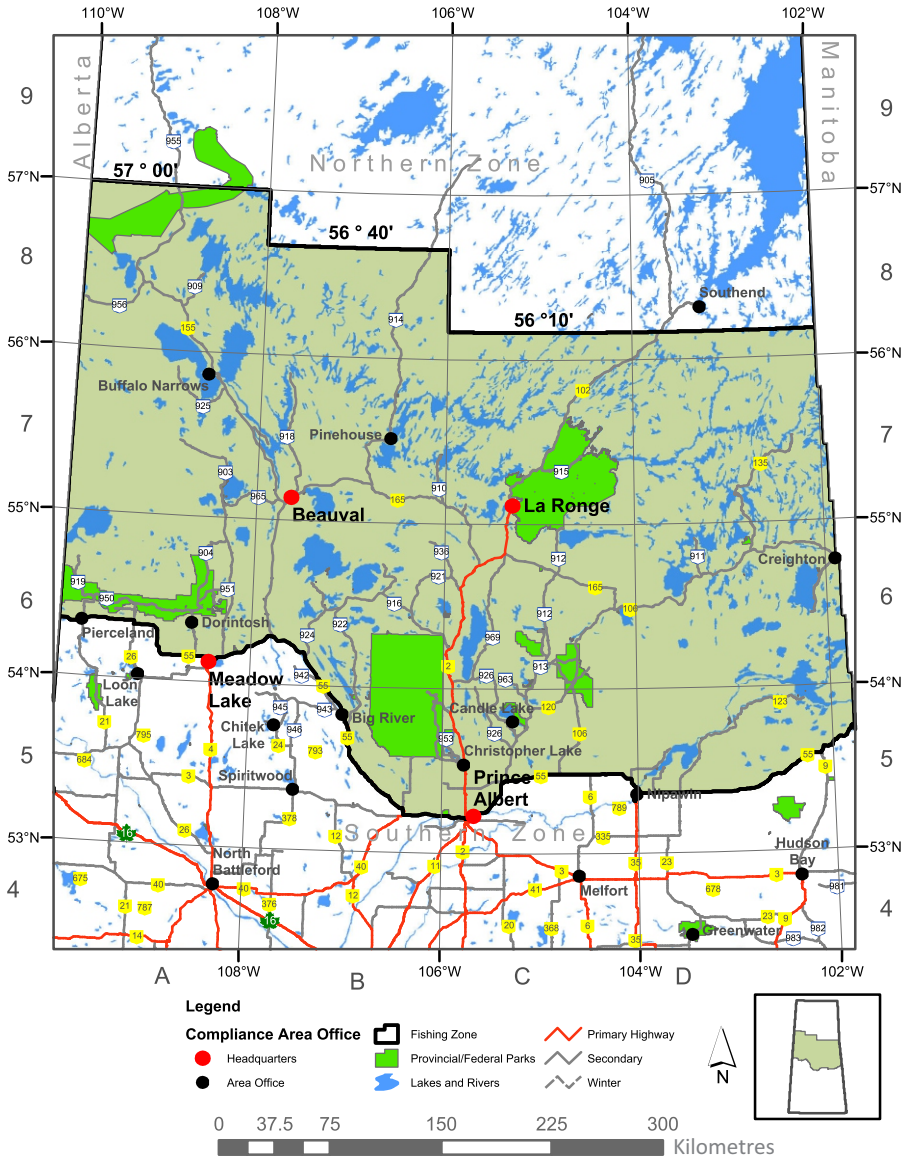 110°W 108°W 106°W 104°W 102°W
Alberta
Manitoba
9 9
955
Northern Zone
905
57 ° 00'
57°N 57°N
56 ° 40'
8 8
909
956
Southend
914
56 °10'
155
56°N 56°N
Buffalo Narrows
102
925
7 7
918
Pinehouse
135
903
915
910
965
165
55°N 55°N
Beauval
La Ronge
904
936
912
911
Creighton
919
921
951
165
950
916
6 6
106
912
Pierceland
Dorintosh
922
924
969
26
55
2
913
54°N 54°N
Meadow
Lake
942
926
963
Loon
Lake
55
123
945
943
Candle Lake
120
21
Big River
Chitek
Lake
946
795
926
106
55
953
24
793
4
Christopher Lake
5 5
684
55
9
3
Spiritwood
Prince
Albert
55
Nipawin
6
789
378
26
16
12
Southern Zone
53°N 53°N
335
Hudson
Bay
North
Battleford
2
40
11
35
23
3
3
675
40
40
Melfort
41
678
981
4 4
12
21
787
376
16
23
9
20
368
6
982
14
35
Greenwater
983
108°W 106°W 104°W 102°W
A B C D
Legend
Compliance Area Office
Headquarters
Area Office
Fishing Zone
Provincial/Federal Parks
Lakes and Rivers
Primary Highway
Secondary
Winter
N
0 37.5 75 150 225 300
Kilometres